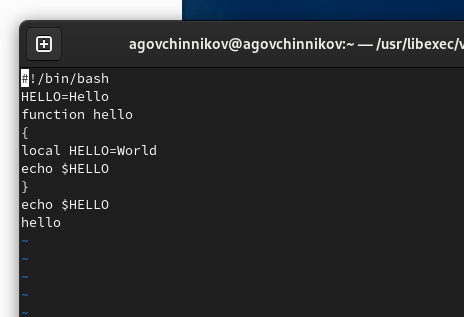 agovchinnikov@agovchinnikov:~ — /usr/libexec/v
#!/bin/bash
HELLO=Hello
function hello
{
local HELLO=World
echo $HELLO
}
echo $HELLO
hello
~
~
~
~
~